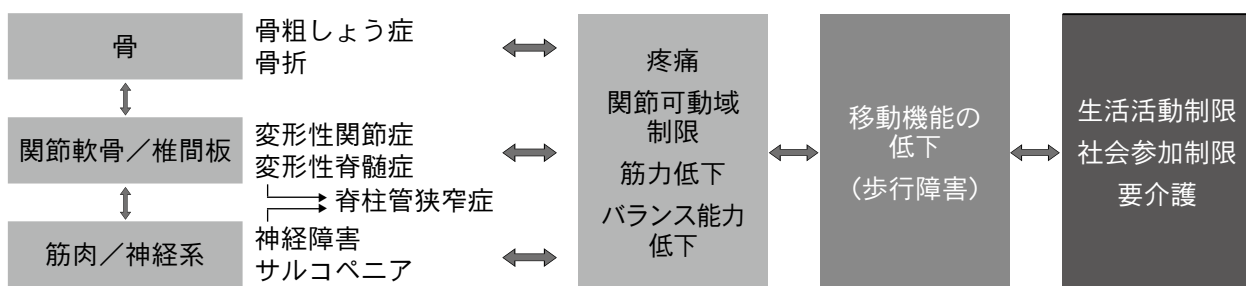 骨
骨粗しょう症
骨折
関節軟骨／椎間板
変形性関節症
変形性脊髄症
脊柱管狭窄症
筋肉／神経系
神経障害
サルコペニア
疼痛
関節可動域
制限
筋力低下
バランス能力
低下
移動機能の
低下
（歩行障害）
生活活動制限
社会参加制限
要介護